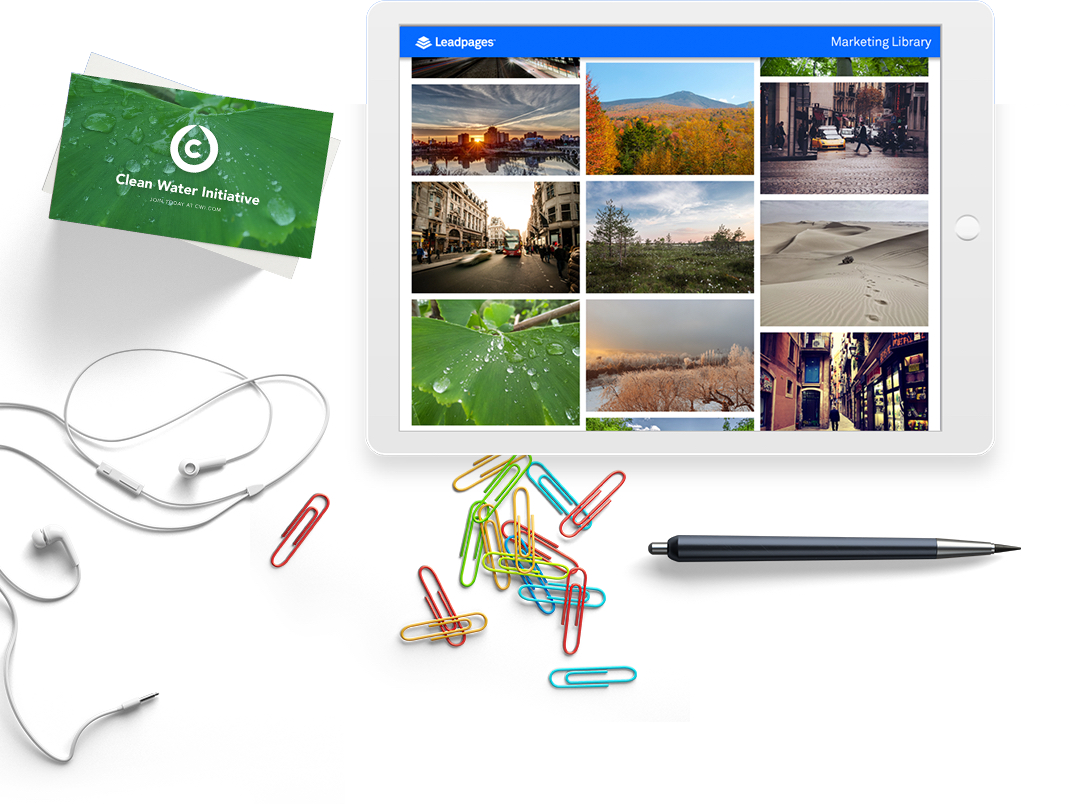 Leadpages
Marketing Library
Clean Water Initiative
JOIN TODAY AT CWI.COM